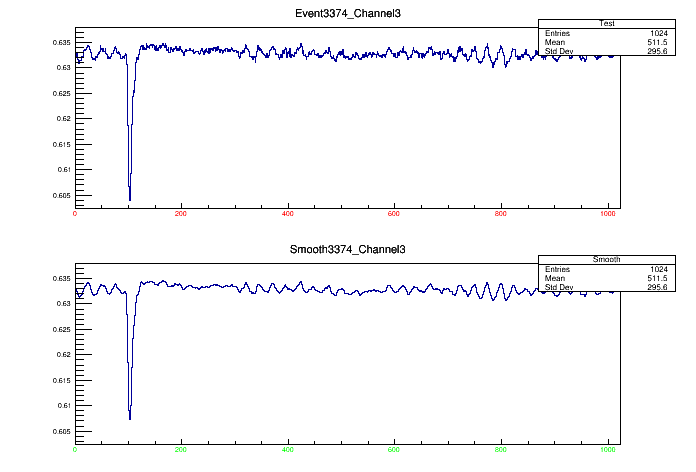 Event3374_Channel3
Test
Entries 1024
Mean 511.5
Std Dev 295.6
0.635
0.63
0.625
0.62
0.615
0.61
0.605
0 200 400 600 800 1000
Smooth3374_Channel3
Smooth
Entries 1024
Mean 511.5
Std Dev 295.6
0.635
0.63
0.625
0.62
0.615
0.61
0.605
0 200 400 600 800 1000